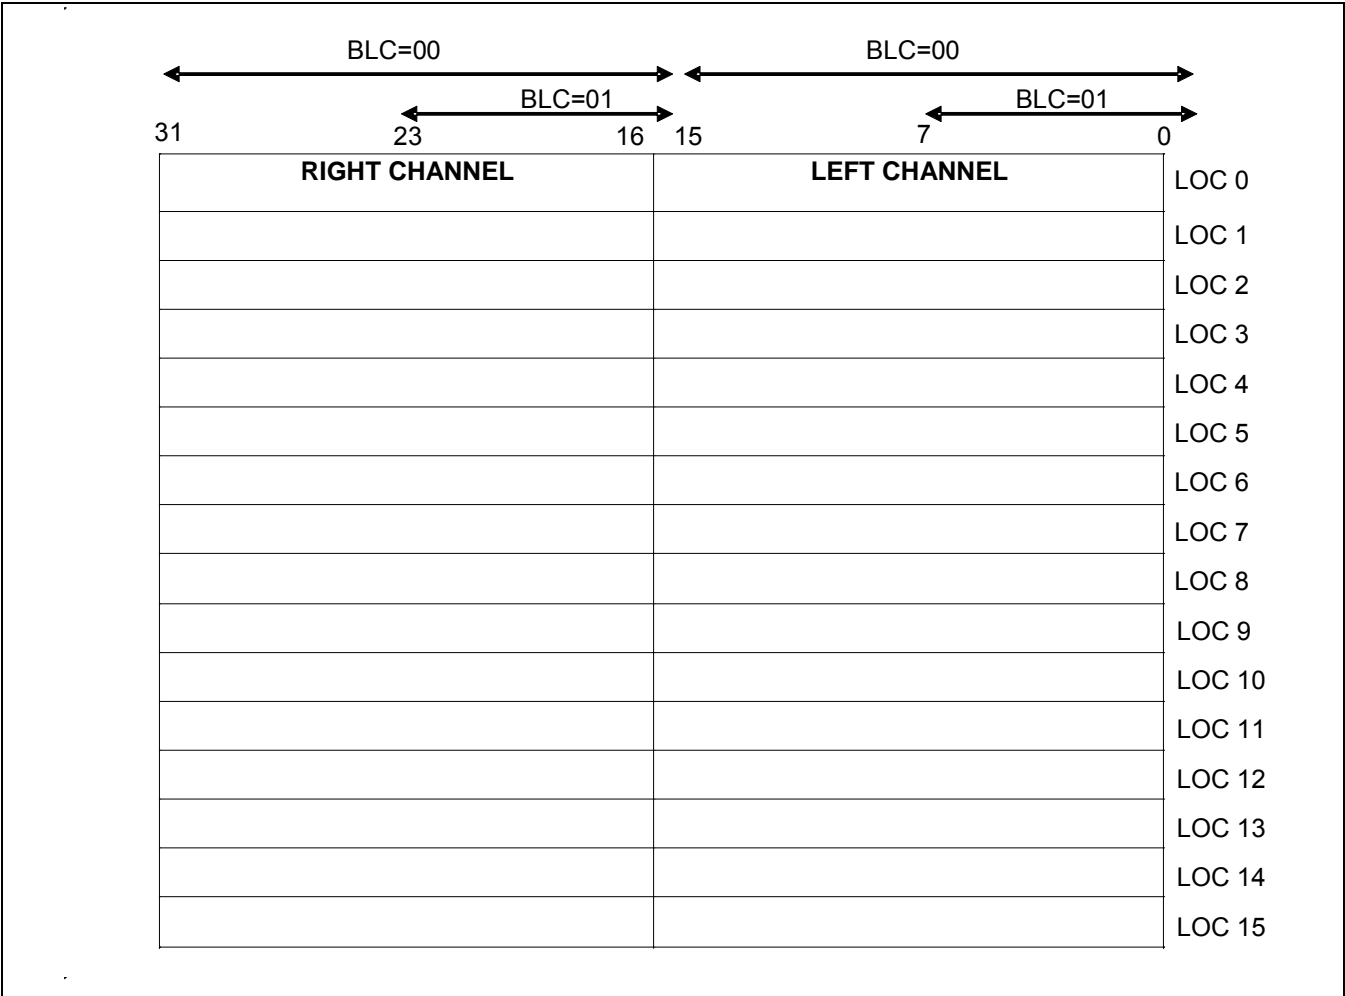 BLC=00 BLC=00
BLC=01 BLC=01
31 23 16 15 7 0
RIGHT CHANNEL LEFT CHANNEL LOC 0
LOC 1
LOC 2
LOC 3
LOC 4
LOC 5
LOC 6
LOC 7
LOC 8
LOC 9
LOC 10
LOC 11
LOC 12
LOC 13
LOC 14
LOC 15